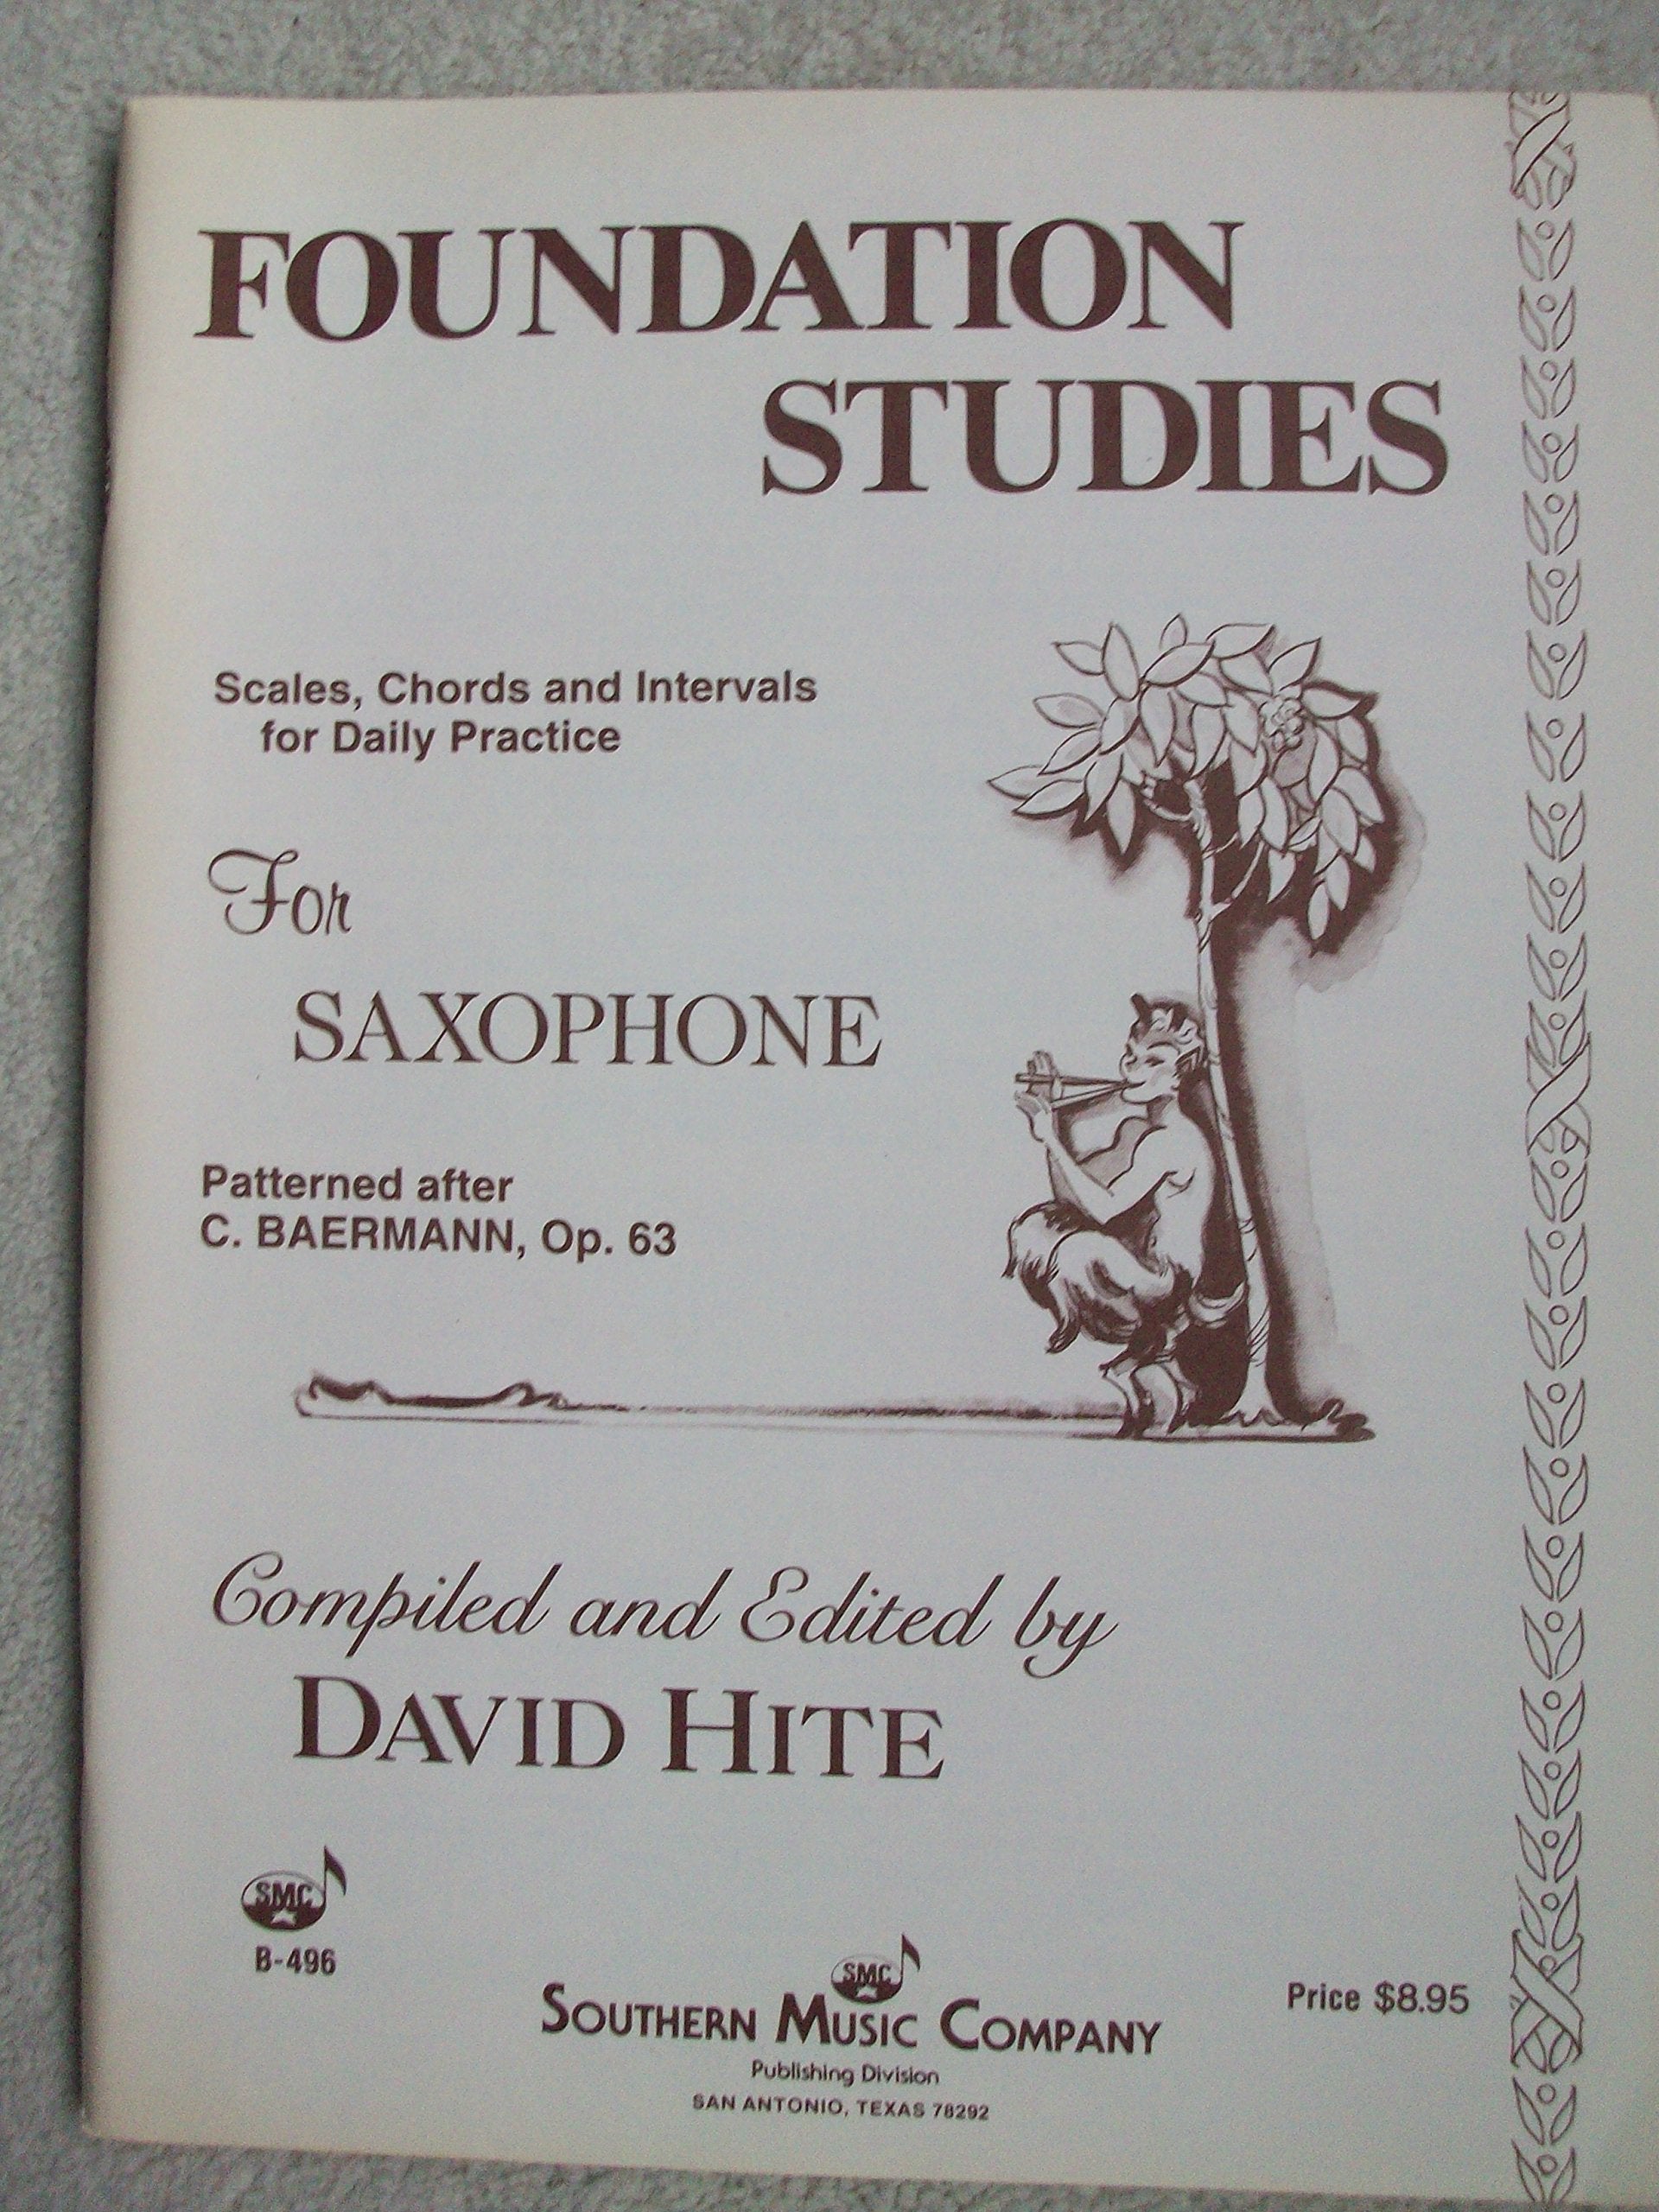 FOUNDATION
STUDIES
Scales, Chords and Intervals
for Daily Practice
For
SAXOPHONE
Patterned after
C. BAERMANN, Op. 63
Compiled and Edited by
DAVID HITE
SMC
B-496
SMC
SOUTHERN MUSIC COMPANY
Publishing Division
SAN ANTONIO, TEXAS 78292
Price $8.95